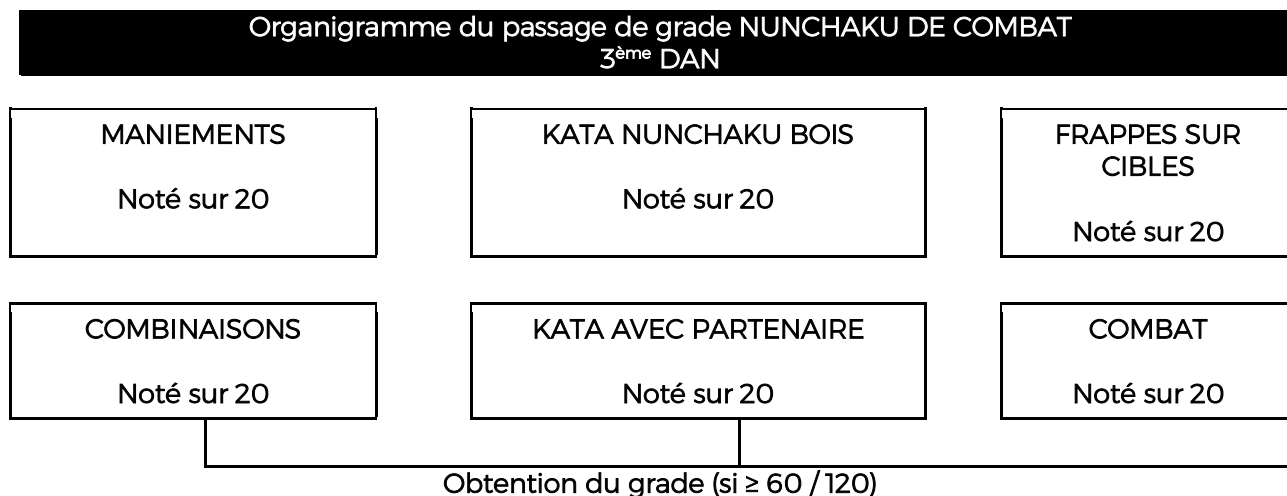 Organigramme du passage de grade NUNCHAKU DE COMBAT
3ème DAN
MANIEMENTS
Noté sur 20
KATA NUNCHAKU BOIS
Noté sur 20
FRAPPES SUR
CIBLES
Noté sur 20
COMBINAISONS
Noté sur 20
KATA AVEC PARTENAIRE
Noté sur 20
COMBAT
Noté sur 20
Obtention du grade (si ≥ 60 / 120)